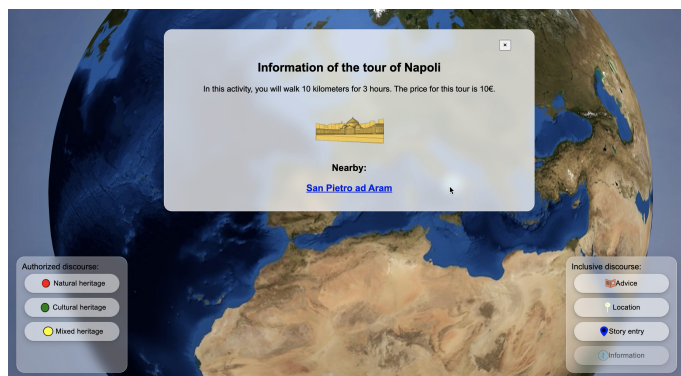 ×
Information of the tour of Napoli
In this activity, you will walk 10 kilometers for 3 hours. The price for this tour is 10€.
Nearby:
San Pietro ad Aram
Authorized discourse:
Natural heritage
Cultural heritage
Mixed heritage
Inclusive discourse:
Advice
Location
Story entry
Information